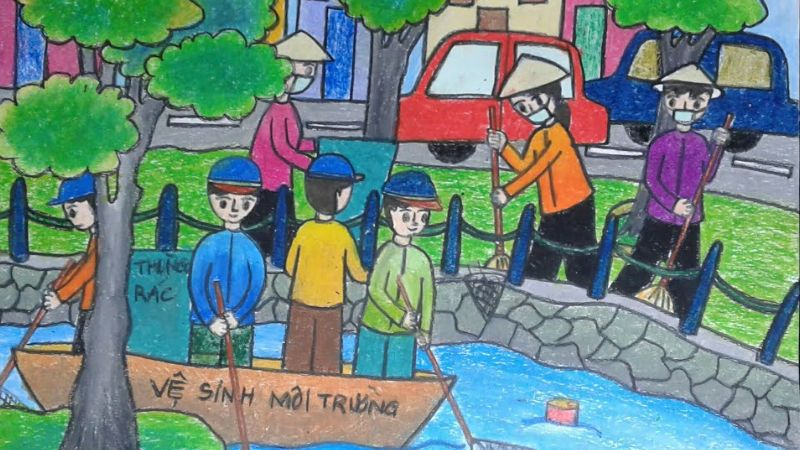 THÙNG
RÁC
VỆ SINH MÔI TRƯỜNG